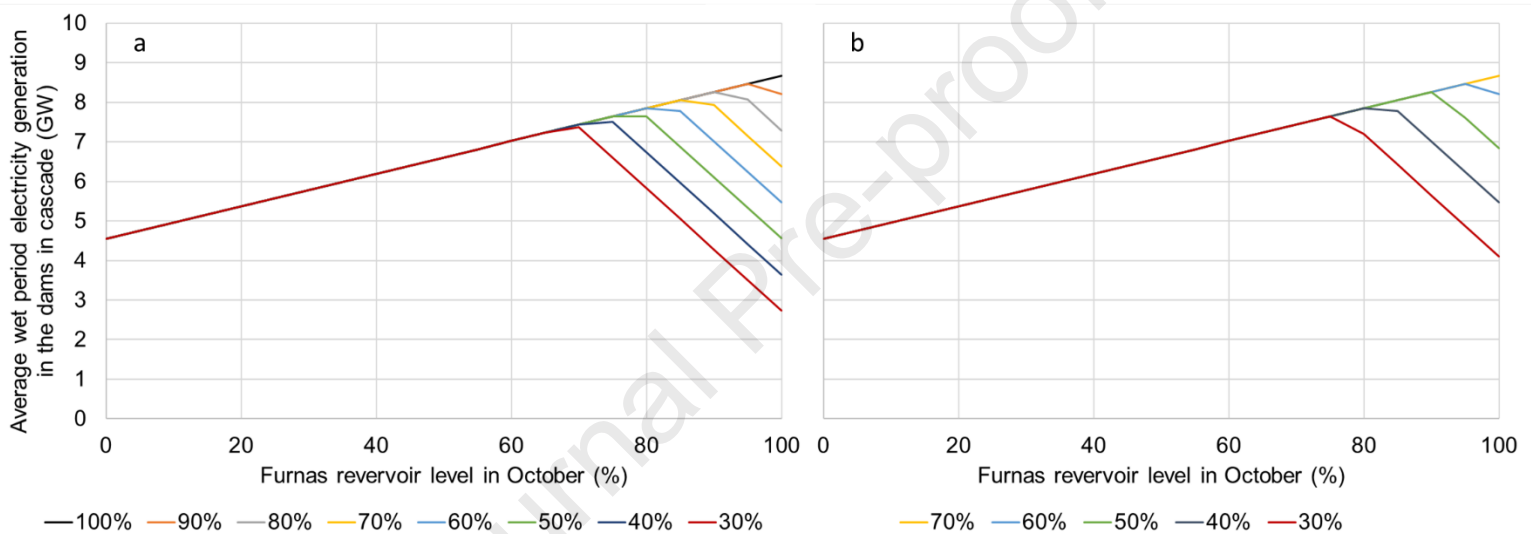 Average wet period electricity generation
in the dams in cascade (GW)
a
10
9
8
7
6
5
4
3
2
1
0
0 20 40 60 80 100
Furnas revervoir level in October (%)
100% 90% 80% 70% 60% 50% 40% 30%
b
0 20 40 60 80 100
Furnas revervoir level in October (%)
70% 60% 50% 40% 30%
urnal Pre-proo